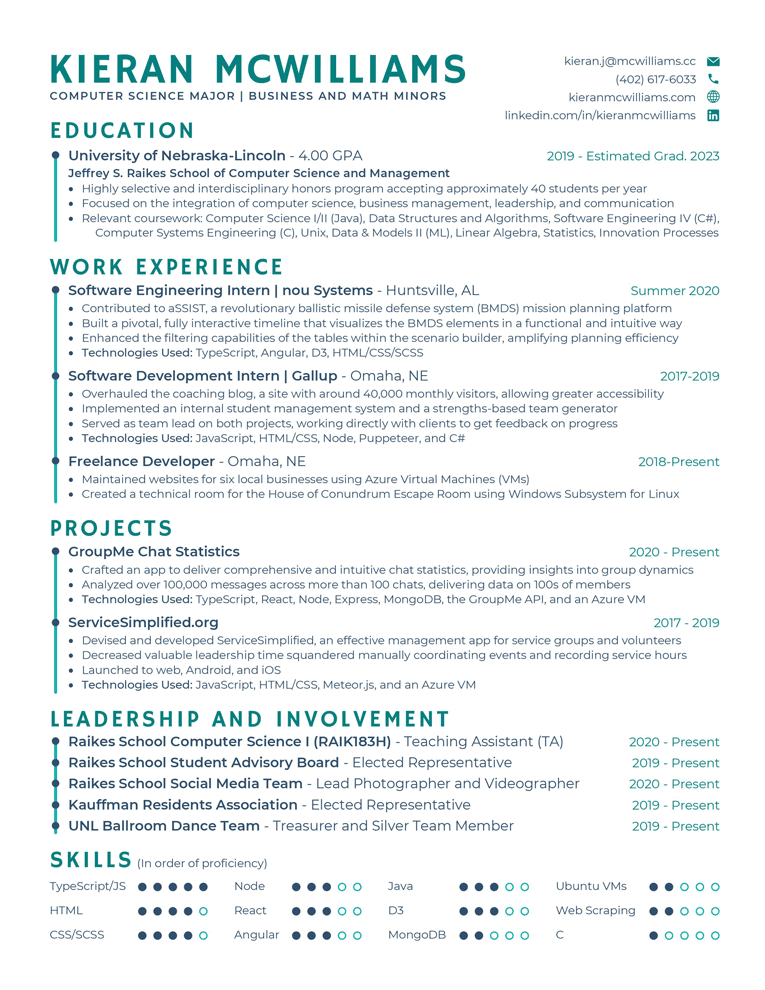 KIERAN MCWILLIAMS
COMPUTER SCIENCE MAJOR | BUSINESS AND MATH MINORS
kieran.j@mcwilliams.cc
(402) 617-6033
kieranmcwilliams.com
linkedin.com/in/kieranmcwilliams
EDUCATION
University of Nebraska-Lincoln - 4.00 GPA 2019 - Estimated Grad. 2023
Jeffrey S. Raikes School of Computer Science and Management
• Highly selective and interdisciplinary honors program accepting approximately 40 students per year
• Focused on the integration of computer science, business management, leadership, and communication
• Relevant coursework: Computer Science I/II (Java), Data Structures and Algorithms, Software Engineering IV (C#),
Computer Systems Engineering (C), Unix, Data & Models II (ML), Linear Algebra, Statistics, Innovation Processes
WORK EXPERIENCE
Software Engineering Intern | nou Systems - Huntsville, AL Summer 2020
• Contributed to aSSIST, a revolutionary ballistic missile defense system (BMDS) mission planning platform
• Built a pivotal, fully interactive timeline that visualizes the BMDS elements in a functional and intuitive way
• Enhanced the filtering capabilities of the tables within the scenario builder, amplifying planning efficiency
• Technologies Used: TypeScript, Angular, D3, HTML/CSS/SCSS
Software Development Intern | Gallup - Omaha, NE 2017-2019
• Overhauled the coaching blog, a site with around 40,000 monthly visitors, allowing greater accessibility
• Implemented an internal student management system and a strengths-based team generator
• Served as team lead on both projects, working directly with clients to get feedback on progress
• Technologies Used: JavaScript, HTML/CSS, Node, Puppeteer, and C#
Freelance Developer - Omaha, NE 2018-Present
• Maintained websites for six local businesses using Azure Virtual Machines (VMs)
• Created a technical room for the House of Conundrum Escape Room using Windows Subsystem for Linux
PROJECTS
GroupMe Chat Statistics 2020 - Present
• Crafted an app to deliver comprehensive and intuitive chat statistics, providing insights into group dynamics
• Analyzed over 100,000 messages across more than 100 chats, delivering data on 100s of members
• Technologies Used: TypeScript, React, Node, Express, MongoDB, the GroupMe API, and an Azure VM
ServiceSimplified.org 2017 - 2019
• Devised and developed ServiceSimplified, an effective management app for service groups and volunteers
• Decreased valuable leadership time squandered manually coordinating events and recording service hours
• Launched to web, Android, and iOS
• Technologies Used: JavaScript, HTML/CSS, Meteor.js, and an Azure VM
LEADERSHIP AND INVOLVEMENT
Raikes School Computer Science I (RAIK183H) - Teaching Assistant (TA) 2020 - Present
Raikes School Student Advisory Board - Elected Representative 2019 - Present
Raikes School Social Media Team - Lead Photographer and Videographer 2020 - Present
Kauffman Residents Association - Elected Representative 2019 - Present
UNL Ballroom Dance Team - Treasurer and Silver Team Member 2019 - Present
SKILLS (In order of proficiency)
TypeScript/JS Node Java Ubuntu VMs
HTML React D3 Web Scraping
CSS/SCSS Angular MongoDB C